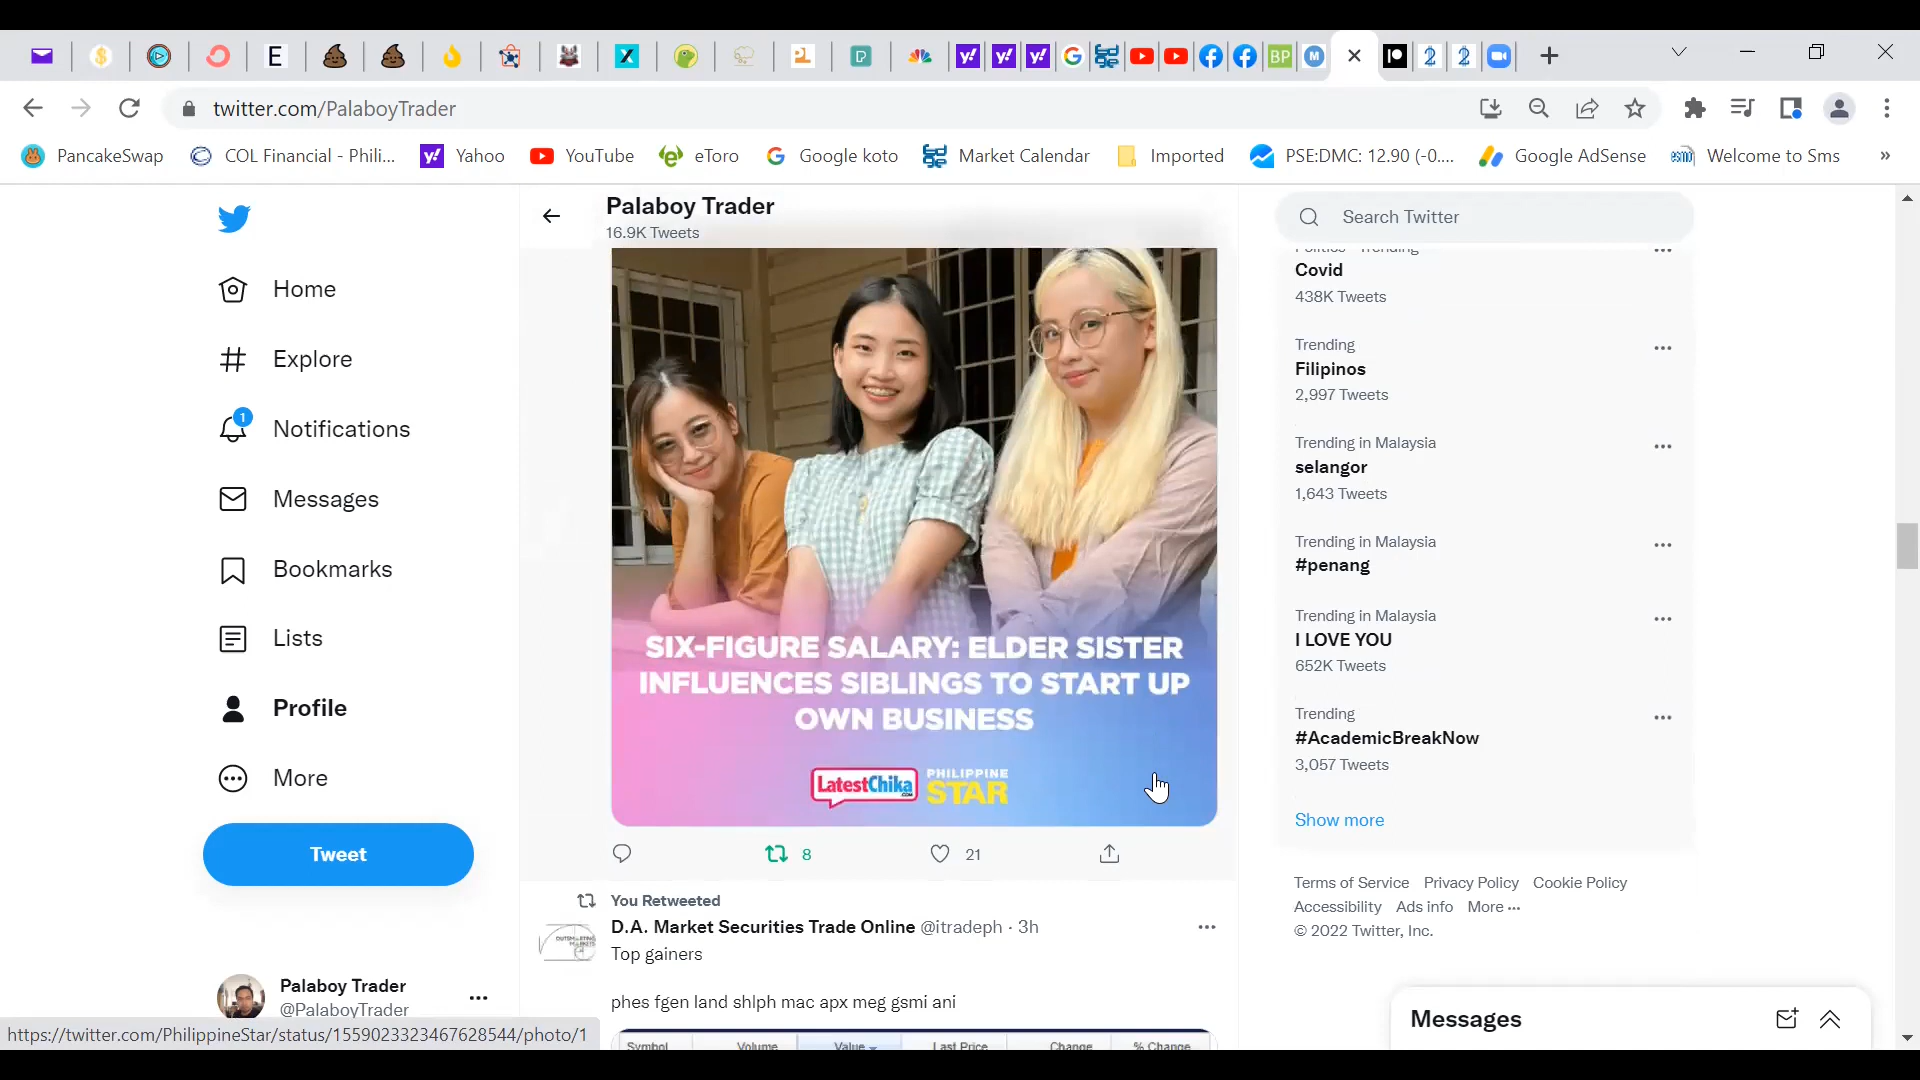 twitter.com/PalaboyTrader
PancakeSwap
COL Financial - Phili...
Yahoo
YouTube
eToro
Google koto
Market Calendar
Imported
PSE:DMC: 12.90 (-0....
Google AdSense
Welcome to Sms
»
Home
Explore
1
Notifications
Messages
Bookmarks
Lists
Profile
More
Tweet
Palaboy Trader
@PalaboyTrader
https://twitter.com/PhilippineStar/status/1559023323467628544/photo/1
Palaboy Trader
16.9K Tweets
SIX-FIGURE SALARY: ELDER SISTER
INFLUENCES SIBLINGS TO START UP
OWN BUSINESS
LatestChika
.COM
PHILIPPINE
STAR
8
21
You Retweeted
D.A. Market Securities Trade Online @itradeph · 3h
Top gainers
phes fgen land shlph mac apx meg gsmi ani
Symbol Volume Value Last Price Change % Change
Search Twitter
Politics · Trending
Covid
438K Tweets
Trending
Filipinos
2,997 Tweets
Trending in Malaysia
selangor
1,643 Tweets
Trending in Malaysia
#penang
Trending in Malaysia
I LOVE YOU
652K Tweets
Trending
#AcademicBreakNow
3,057 Tweets
Show more
Terms of Service Privacy Policy Cookie Policy
Accessibility Ads info More ···
© 2022 Twitter, Inc.
Messages